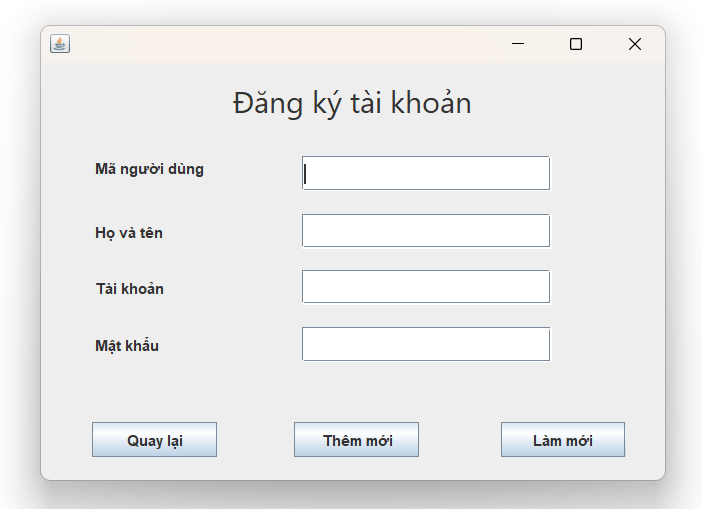 Đăng ký tài khoản
Mã người dùng
Họ và tên
Tài khoản
Mật khẩu
Quay lại
Thêm mới
Làm mới